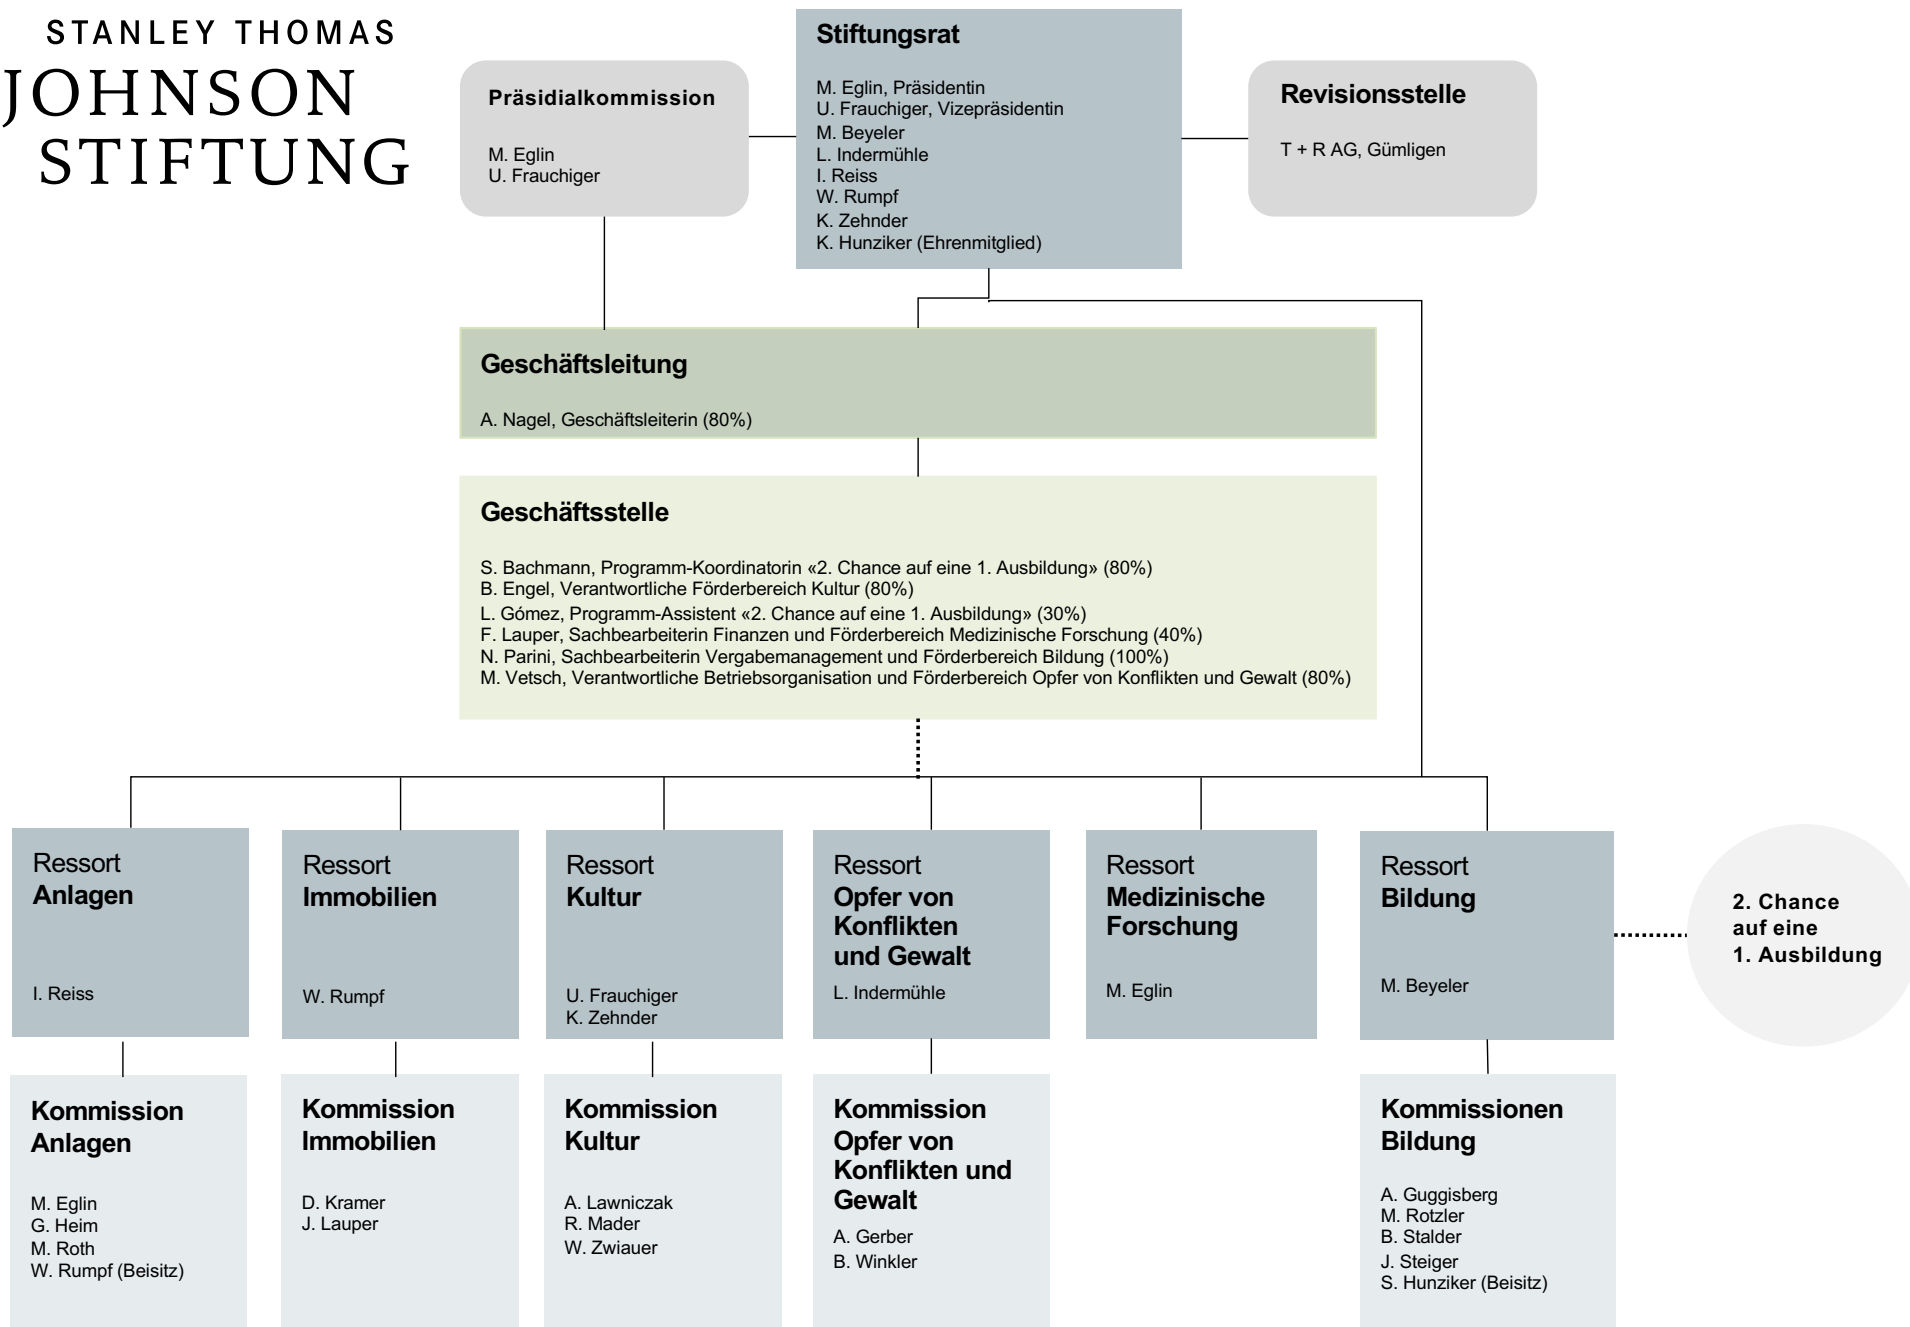 STANLEY THOMAS
JOHNSON
STIFTUNG
Präsidialkommission
M. Eglin
U. Frauchiger
Stiftungsrat
M. Eglin, Präsidentin
U. Frauchiger, Vizepräsidentin
M. Beyeler
L. Indermühle
I. Reiss
W. Rumpf
K. Zehnder
K. Hunziker (Ehrenmitglied)
Revisionsstelle
T + R AG, Gümligen
Geschäftsleitung
A. Nagel, Geschäftsleiterin (80%)
Geschäftsstelle
S. Bachmann, Programm-Koordinatorin «2. Chance auf eine 1. Ausbildung» (80%)
B. Engel, Verantwortliche Förderbereich Kultur (80%)
L. Gómez, Programm-Assistent «2. Chance auf eine 1. Ausbildung» (30%)
F. Lauper, Sachbearbeiterin Finanzen und Förderbereich Medizinische Forschung (40%)
N. Parini, Sachbearbeiterin Vergabemanagement und Förderbereich Bildung (100%)
M. Vetsch, Verantwortliche Betriebsorganisation und Förderbereich Opfer von Konflikten und Gewalt (80%)
Ressort
Anlagen
I. Reiss
Ressort
Immobilien
W. Rumpf
Ressort
Kultur
U. Frauchiger
K. Zehnder
Ressort
Opfer von
Konflikten
und Gewalt
L. Indermühle
Ressort
Medizinische
Forschung
M. Eglin
Ressort
Bildung
M. Beyeler
2. Chance
auf eine
1. Ausbildung
Kommission
Anlagen
M. Eglin
G. Heim
M. Roth
W. Rumpf (Beisitz)
Kommission
Immobilien
D. Kramer
J. Lauper
Kommission
Kultur
A. Lawniczak
R. Mader
W. Zwiauer
Kommission
Opfer von
Konflikten und
Gewalt
A. Gerber
B. Winkler
Kommissionen
Bildung
A. Guggisberg
M. Rotzler
B. Stalder
J. Steiger
S. Hunziker (Beisitz)